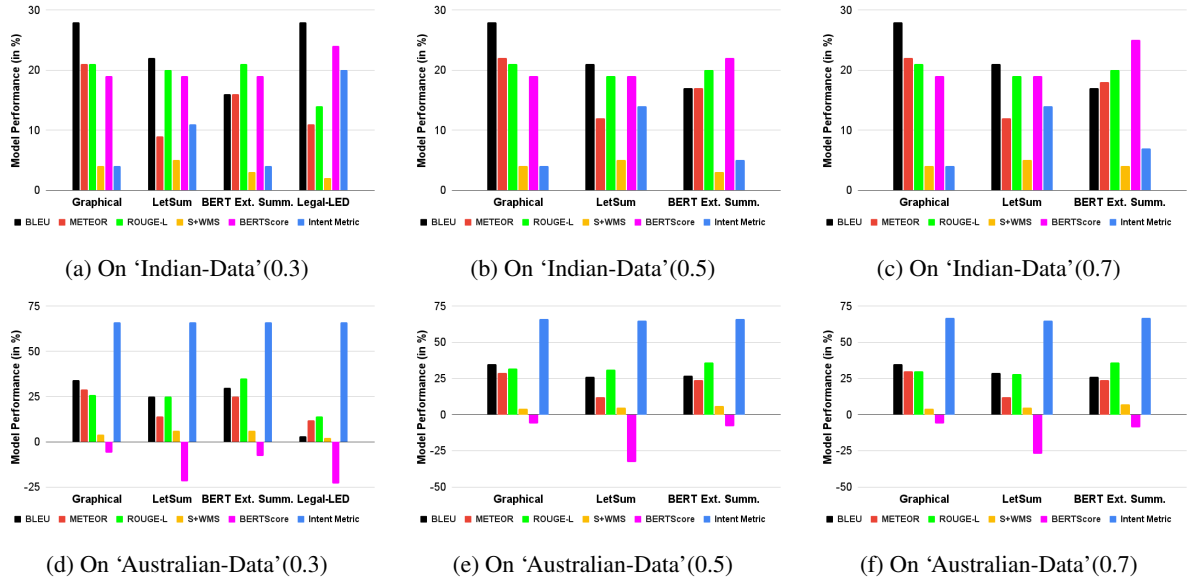 30
20
10
0
Model Performance (in %)
Graphical LetSum BERT Ext. Summ. Legal-LED
BLEU METEOR ROUGE-L S+WMS BERTScore Intent Metric
(a) On ‘Indian-Data’(0.3)
30
20
10
0
Model Performance (in %)
Graphical LetSum BERT Ext. Summ.
BLEU METEOR ROUGE-L S+WMS BERTScore Intent Metric
(b) On ‘Indian-Data’(0.5)
30
20
10
0
Model Performance (in %)
Graphical LetSum BERT Ext. Summ.
BLEU METEOR ROUGE-L S+WMS BERTScore Intent Metric
(c) On ‘Indian-Data’(0.7)
75
50
25
0
-25
Model Performance (in %)
Graphical LetSum BERT Ext. Summ. Legal-LED
BLEU METEOR ROUGE-L S+WMS BERTScore Intent Metric
(d) On ‘Australian-Data’(0.3)
75
50
25
0
-25
-50
Model Performance (in %)
Graphical LetSum BERT Ext. Summ.
BLEU METEOR ROUGE-L S+WMS BERTScore Intent Metric
(e) On ‘Australian-Data’(0.5)
75
50
25
0
-25
-50
Model Performance (in %)
Graphical LetSum BERT Ext. Summ.
BLEU METEOR ROUGE-L S+WMS BERTScore Intent Metric
(f) On ‘Australian-Data’(0.7)